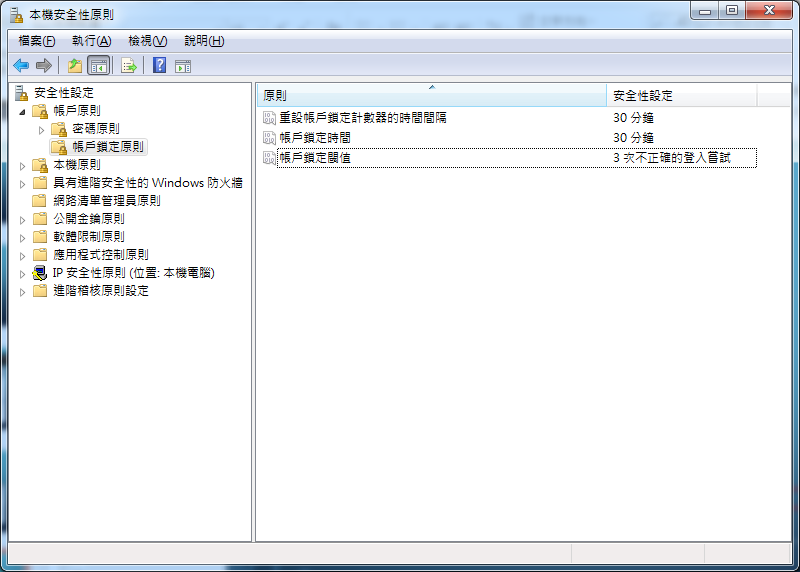 本機安全性原則
檔案(F) 執行(A) 檢視(V) 說明(H)
安全性設定
帳戶原則
密碼原則
帳戶鎖定原則
本機原則
具有進階安全性的 Windows 防火牆
網路清單管理員原則
公開金鑰原則
軟體限制原則
應用程式控制原則
IP 安全性原則 (位置: 本機電腦)
進階稽核原則設定
原則 安全性設定
重設帳戶鎖定計數器的時間間隔 30 分鐘
帳戶鎖定時間 30 分鐘
帳戶鎖定閾值 3 次不正確的登入嘗試